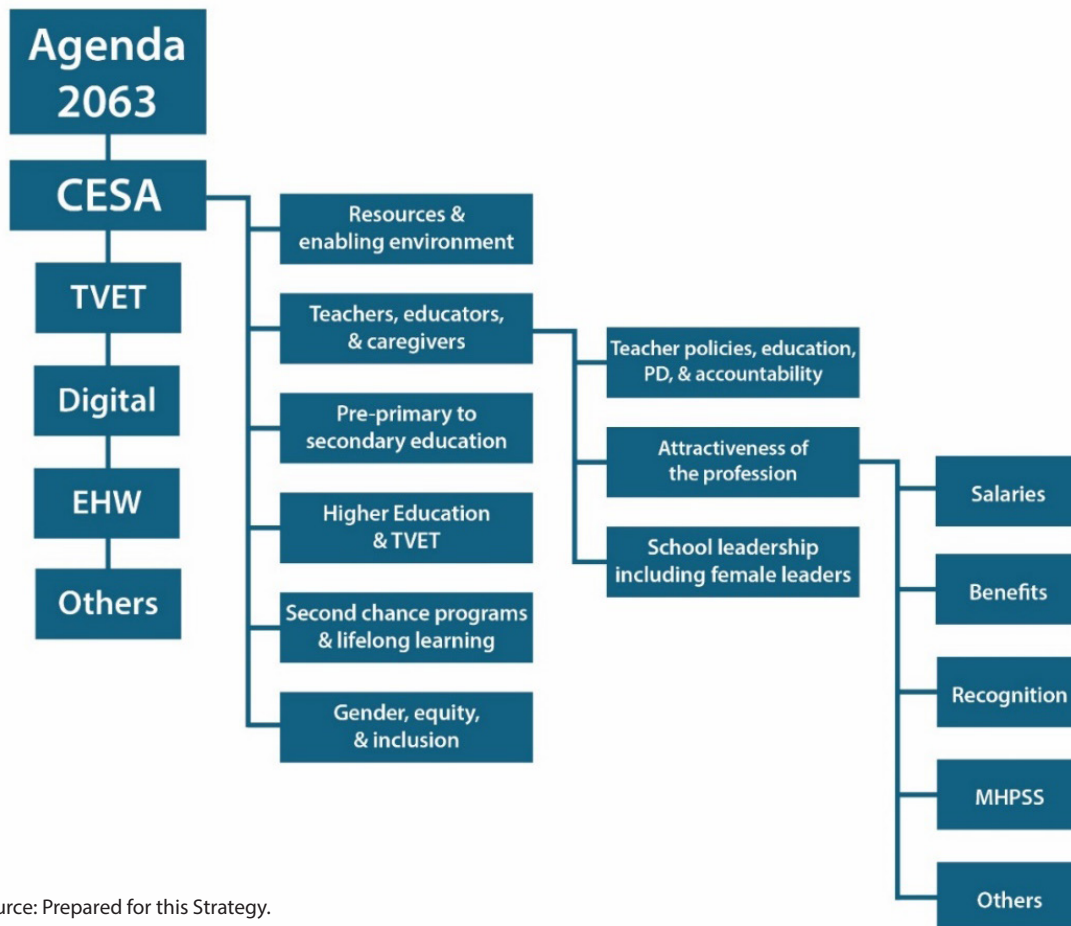 Agenda
2063
CESA
TVET
Digital
EHW
Others
Resources &
enabling environment
Teachers, educators,
& caregivers
Pre-primary to
secondary education
Higher Education
& TVET
Second chance programs
& lifelong learning
Gender, equity,
& inclusion
Teacher policies, education,
PD, & accountability
Attractiveness of
the profession
School leadership
including female leaders
Salaries
Benefits
Recognition
MHPSS
Others
urce: Prepared for this Strategy.